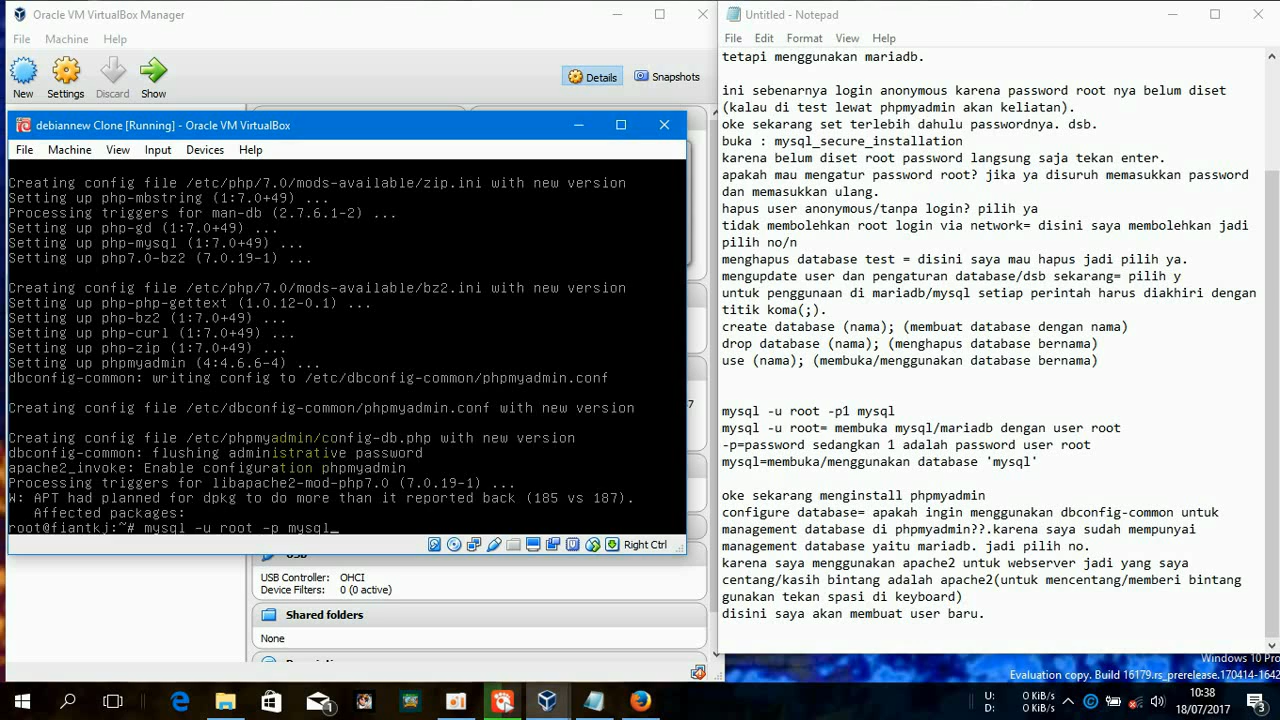 Oracle VM VirtualBox Manager
File Machine Help
New Settings Discard Show
Details Snapshots
debiannew Clone [Running] - Oracle VM VirtualBox
File Machine View Input Devices Help
Creating config file /etc/php/7.0/mods-available/zip.ini with new version
Setting up php-mbstring (1:7.0+49) ...
Processing triggers for man-db (2.7.6.1-2) ...
Setting up php-gd (1:7.0+49) ...
Setting up php-mysql (1:7.0+49) ...
Setting up php7.0-bz2 (7.0.19-1) ...
Creating config file /etc/php/7.0/mods-available/bz2.ini with new version
Setting up php-php-gettext (1.0.12-0.1) ...
Setting up php-bz2 (1:7.0+49) ...
Setting up php-curl (1:7.0+49) ...
Setting up php-zip (1:7.0+49) ...
Setting up phpmyadmin (4:4.6.6-4) ...
dbconfig-common: writing config to /etc/dbconfig-common/phpmyadmin.conf
Creating config file /etc/dbconfig-common/phpmyadmin.conf with new version
Creating config file /etc/phpmyadmin/config-db.php with new version
dbconfig-common: flushing administrative password
apache2_invoke: Enable configuration phpmyadmin
Processing triggers for libapache2-mod-php7.0 (7.0.19-1) ...
W: APT had planned for dpkg to do more than it reported back (185 vs 187).
Affected packages:
root@fiantkj:~# mysql -u root -p mysql_
Right Ctrl
USB Controller: OHCI
Device Filters: 0 (0 active)
Shared folders
None
Untitled - Notepad
File Edit Format View Help
tetapi menggunakan mariadb.
ini sebenarnya login anonymous karena password root nya belum diset
(kalau di test lewat phpmyadmin akan keliatan).
oke sekarang set terlebih dahulu passwordnya. dsb.
buka : mysql_secure_installation
karena belum diset root password langsung saja tekan enter.
apakah mau mengatur password root? jika ya disuruh memasukkan password
dan memasukkan ulang.
hapus user anonymous/tanpa login? pilih ya
tidak membolehkan root login via network= disini saya membolehkan jadi
pilih no/n
menghapus database test = disini saya mau hapus jadi pilih ya.
mengupdate user dan pengaturan database/dsb sekarang= pilih y
untuk penggunaan di mariadb/mysql setiap perintah harus diakhiri dengan
titik koma(;).
create database (nama); (membuat database dengan nama)
drop database (nama); (menghapus database bernama)
use (nama); (membuka/menggunakan database bernama)
mysql -u root -p1 mysql
mysql -u root= membuka mysql/mariadb dengan user root
-p=password sedangkan 1 adalah password user root
mysql=membuka/menggunakan database 'mysql'
oke sekarang menginstall phpmyadmin
configure database= apakah ingin menggunakan dbconfig-common untuk
management database di phpmyadmin??.karena saya sudah mempunyai
management database yaitu mariadb. jadi pilih no.
karena saya menggunakan apache2 untuk webserver jadi yang saya
centang/kasih bintang adalah apache2(untuk mencentang/memberi bintang
gunakan tekan spasi di keyboard)
disini saya akan membuat user baru.
Windows 10 Pro
Evaluation copy. Build 16179.rs_prerelease.170414-1642
U: 0 KiB/s
D: 0 KiB/s
10:38
18/07/2017